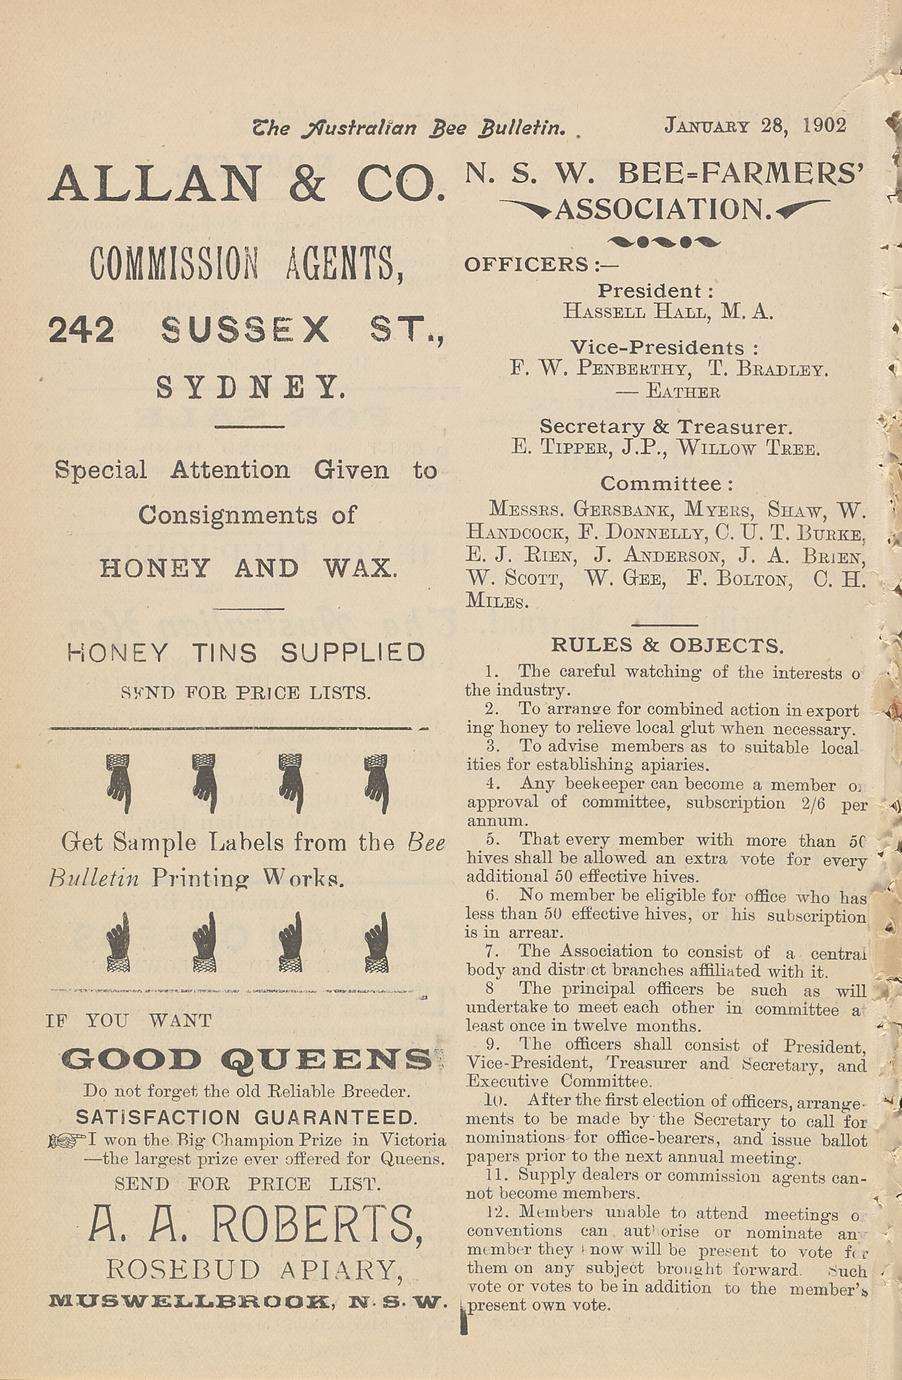 The Australian Bee Bulletin. JANUARY 28, 1902
ALLAN & CO.
COMMISSION AGENTS,
242 SUSSEX ST.,
SYDNEY.
Special Attention Given to
Consignments of
HONEY AND WAX.
HONEY TINS SUPPLIED
SEND FOR PRICE LISTS.
Get Sample Labels from the Bee
Bulletin Printing Works.
IF YOU WANT
GOOD QUEENS
Do not forget the old Reliable Breeder.
SATISFACTION GUARANTEED.
I won the Big Champion Prize in Victoria
—the largest prize ever offered for Queens.
SEND FOR PRICE LIST.
A. A. ROBERTS,
ROSEBUD APIARY,
MUSWELLBROOK, N.S.W.
N. S. W. BEE=FARMERS'
ASSOCIATION.
OFFICERS :—
President :
HASSELL HALL, M. A.
Vice-Presidents :
F. W. PENBERTHY, T. BRADLEY.
— EATHER
Secretary & Treasurer.
E. TIPPER, J.P., WILLOW TREE.
Committee :
MESSRS. GERSBANK, MYERS, SHAW, W.
HANDCOCK, F. DONNELLY, C. U. T. BURKE,
E. J. RIEN, J. ANDERSON, J. A. BRIEN,
W. SCOTT, W. GEE, F. BOLTON, C. H.
MILES.
RULES & OBJECTS.
1. The careful watching of the interests o
the industry.
2. To arrange for combined action in export
ing honey to relieve local glut when necessary.
3. To advise members as to suitable local
ities for establishing apiaries.
4. Any beekeeper can become a member o
approval of committee, subscription 2/6 per
annum.
5. That every member with more than 50
hives shall be allowed an extra vote for every
additional 50 effective hives.
6. No member be eligible for office who has
less than 50 effective hives, or his subscription
is in arrear.
7. The Association to consist of a central
body and district branches affiliated with it.
8 The principal officers be such as will
undertake to meet each other in committee a
least once in twelve months.
9. The officers shall consist of President,
Vice-President, Treasurer and Secretary, and
Executive Committee.
10. After the first election of officers, arrange-
ments to be made by the Secretary to call for
nominations for office-bearers, and issue ballot
papers prior to the next annual meeting.
11. Supply dealers or commission agents can-
not become members.
12. Members unable to attend meetings o
conventions can authorise or nominate an
member they know will be present to vote for
them on any subject brought forward. Such
vote or votes to be in addition to the member's
present own vote.